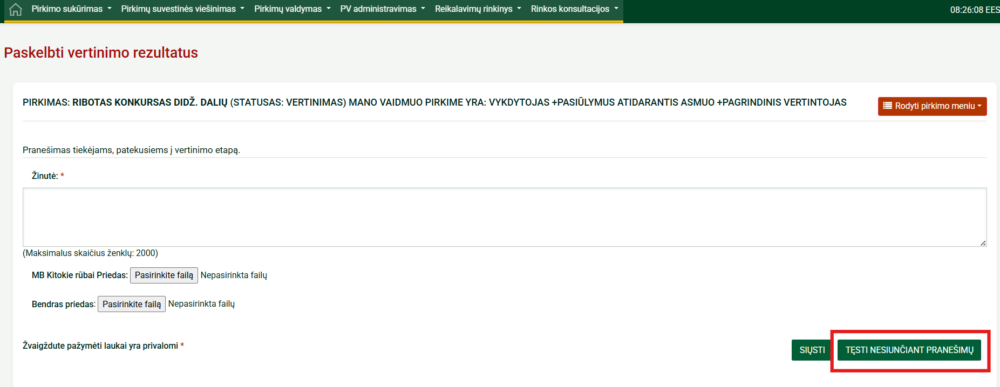 Pirkimo sukūrimas Pirkimų suvestinės viešinimas Pirkimų valdymas PV administravimas Reikalavimų rinkinys Rinkos konsultacijos 08:26:08 EES
Paskelbti vertinimo rezultatus
PIRKIMAS: RIBOTAS KONKURSAS DIDŽ. DALIŲ (STATUSAS: VERTINIMAS) MANO VAIDMUO PIRKIME YRA: VYKDYTOJAS +PASIŪLYMUS ATIDARANTIS ASMUO +PAGRINDINIS VERTINTOJAS
Rodyti pirkimo meniu
Pranešimas tiekėjams, patekusiems į vertinimo etapą.
Žinutė: *
(Maksimalus skaičius ženklų: 2000)
MB Kitokie rūbai Priedas: Pasirinkite failą Nepasirinkta failų
Bendras priedas: Pasirinkite failą Nepasirinkta failų
Žvaigždute pažymėti laukai yra privalomi *
SIŲSTI TĘSTI NESIUNČIANT PRANEŠIMŲ